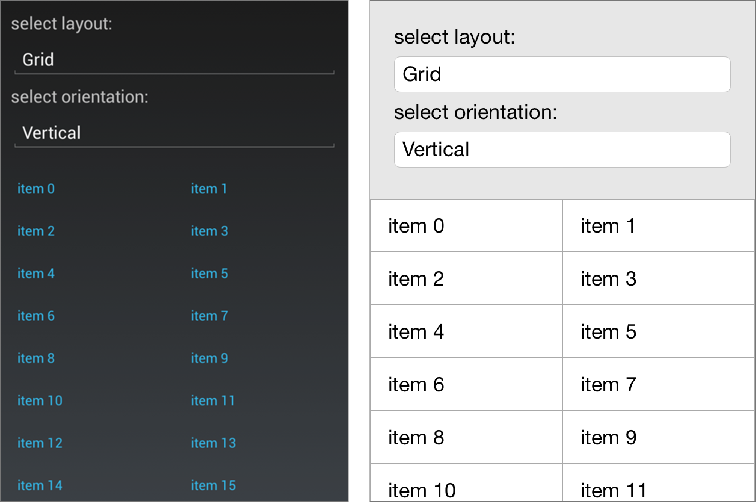 select layout:
Grid
select orientation:
Vertical
item 0 item 1
item 2 item 3
item 4 item 5
item 6 item 7
item 8 item 9
item 10 item 11
item 12 item 13
item 14 item 15
select layout:
Grid
select orientation:
Vertical
item 0 item 1
item 2 item 3
item 4 item 5
item 6 item 7
item 8 item 9
item 10 item 11